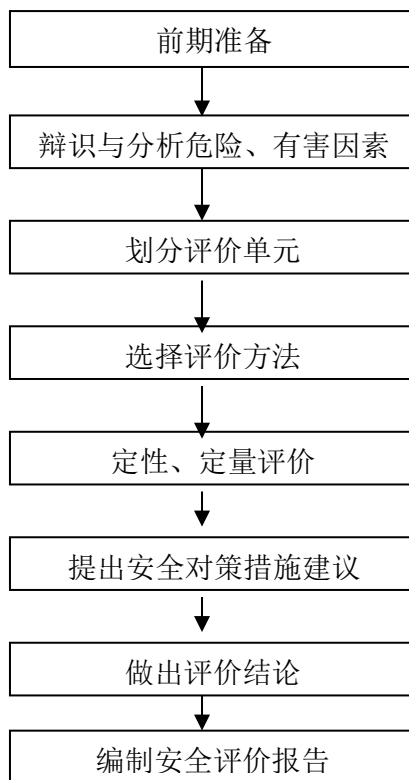 前期准备
辩识与分析危险、有害因素
划分评价单元
选择评价方法
定性、定量评价
提出安全对策措施建议
做出评价结论
编制安全评价报告